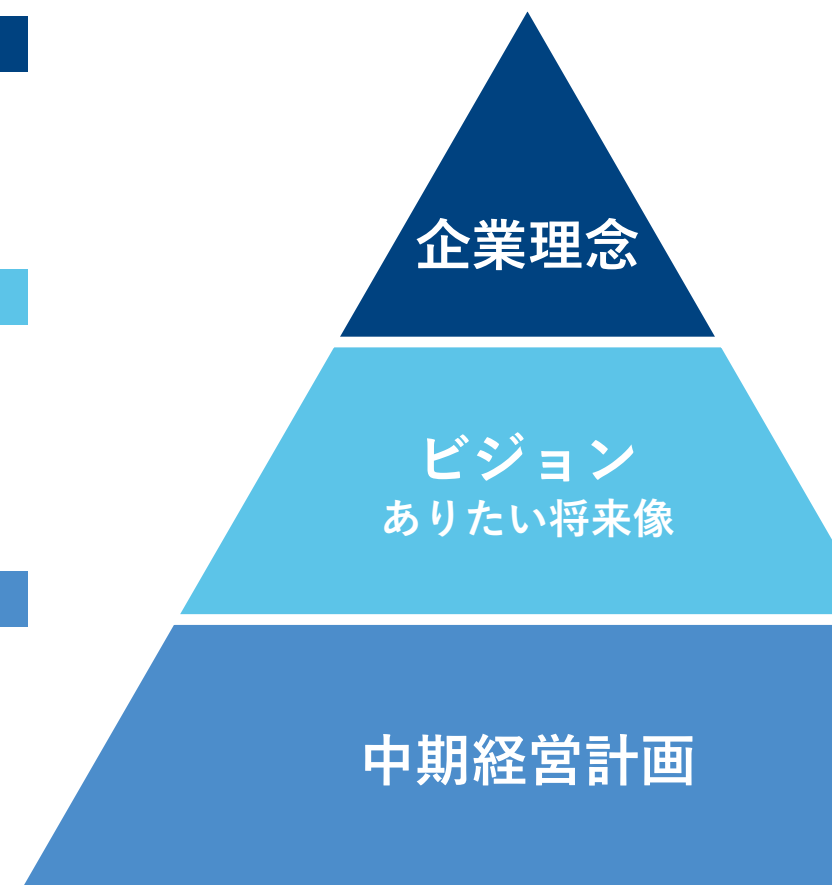 企業理念
ビジョン
ありたい将来像
中期経営計画